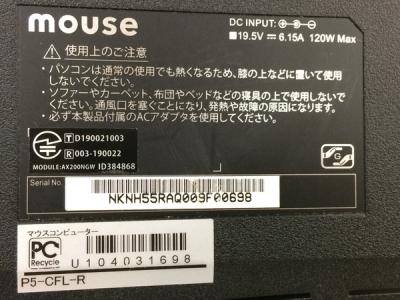 mouse
DC INPUT:
■19.5V 6.15A 120W Max
使用上のご注意
・パソコンは通常の使用でも熱くなるため、膝の上などに置いて使用
しないでください。
・ソファーやカーペット、布団やベッドなどの寝具の上で使用しないで
ください。通風口を塞ぐことになり、発熱や故障の原因になります。
・必ず本製品付属のACアダプタを使用してください。
T D190021003
R 003-190022
MODULE:AX200NGW ID384868
Serial No.
NKNH55RAQ009F00698
マウスコンピューター
PC
Recycle
U104031698
P5-CFL-R